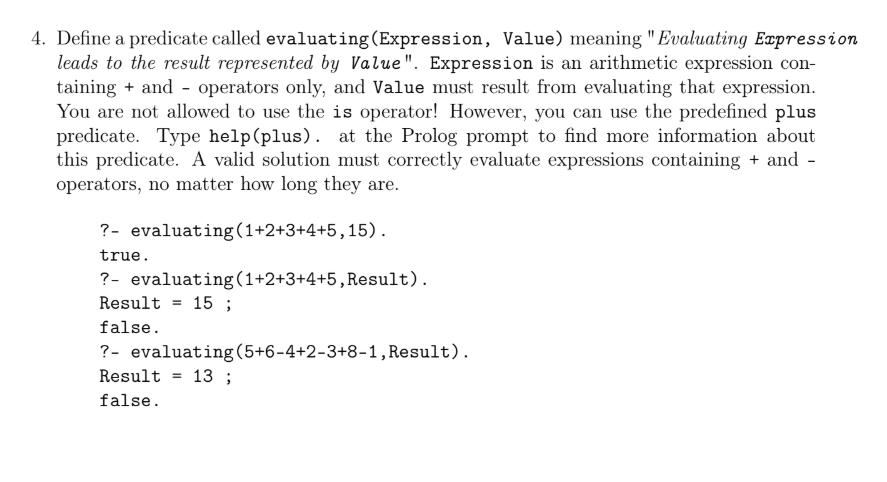 4. Define a predicate called evaluating(Expression, Value) meaning "Evaluating Expression
leads to the result represented by Value". Expression is an arithmetic expression con-
taining + and - operators only, and Value must result from evaluating that expression.
You are not allowed to use the is operator! However, you can use the predefined plus
predicate. Type help(plus). at the Prolog prompt to find more information about
this predicate. A valid solution must correctly evaluate expressions containing + and -
operators, no matter how long they are.
?- evaluating(1+2+3+4+5,15).
true.
?- evaluating(1+2+3+4+5,Result).
Result = 15 ;
false.
?- evaluating(5+6-4+2-3+8-1,Result).
Result = 13 ;
false.